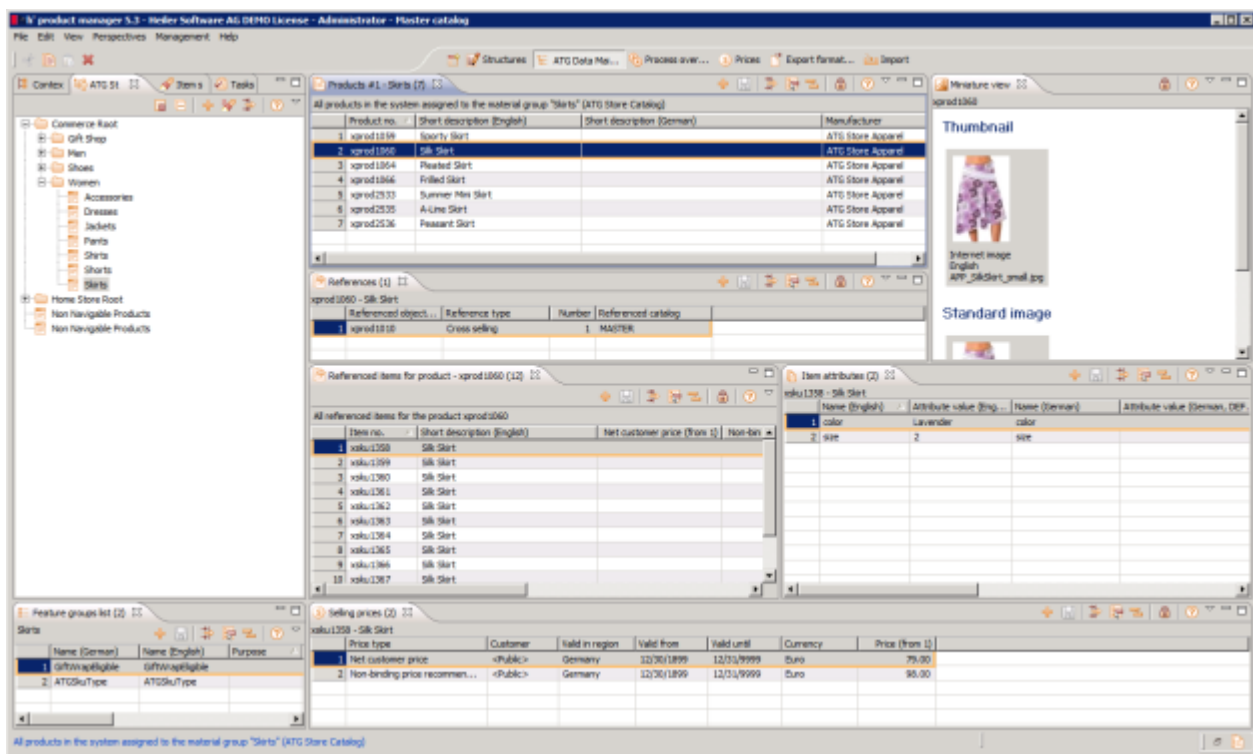 product manager 5.3 - Heiler Software AG DEMO License - Administrator - Master catalog
File Edit View Perspectives Management Help
Structures ATG Data Mai... Process over... Prices Export format... Import
Contex ATG St Items Tasks
Commerce Root
Gift Shop
Men
Shoes
Women
Accessories
Dresses
Jackets
Pants
Shirts
Shorts
Skirts
Home Store Root
Non Navigable Products
Non Navigable Products
Products #1 - Skirts (7)
All products in the system assigned to the material group "Skirts" (ATG Store Catalog)
Product no. Short description (English) Short description (German) Manufacturer
1 xprod1059 Sporty Skirt ATG Store Apparel
2 xprod1060 Silk Skirt ATG Store Apparel
3 xprod1064 Pleated Skirt ATG Store Apparel
4 xprod1066 Frilled Skirt ATG Store Apparel
5 xprod2533 Summer Mini Skirt ATG Store Apparel
6 xprod2535 A-Line Skirt ATG Store Apparel
7 xprod2536 Peasant Skirt ATG Store Apparel
Miniature view
xprod1060
Thumbnail
Internet image
English
APP_SilkSkirt_small.jpg
Standard image
References (1)
xprod1060 - Silk Skirt
Referenced object... Reference type Number Referenced catalog
1 xprod1010 Cross selling 1 MASTER
Referenced items for product - xprod1060 (12)
All referenced items for the product xprod1060
Item no. Short description (English) Net customer price (from 1) Non-bin
1 xsku1358 Silk Skirt
2 xsku1359 Silk Skirt
3 xsku1360 Silk Skirt
4 xsku1361 Silk Skirt
5 xsku1362 Silk Skirt
6 xsku1363 Silk Skirt
7 xsku1364 Silk Skirt
8 xsku1365 Silk Skirt
9 xsku1366 Silk Skirt
10 xsku1367 Silk Skirt
Item attributes (2)
xsku1358 - Silk Skirt
Name (English) Attribute value (Eng... Name (German) Attribute value (German, DEF
1 color Lavender color
2 size 2 size
Feature groups list (2)
Skirts
Name (German) Name (English) Purpose
1 GiftWrapEligible GiftWrapEligible
2 ATGSkuType ATGSkuType
Selling prices (2)
xsku1358 - Silk Skirt
Price type Customer Valid in region Valid from Valid until Currency Price (from 1)
1 Net customer price <Public> Germany 12/30/1899 12/31/9999 Euro 79.00
2 Non-binding price recommen... <Public> Germany 12/30/1899 12/31/9999 Euro 98.00
All products in the system assigned to the material group "Skirts" (ATG Store Catalog)